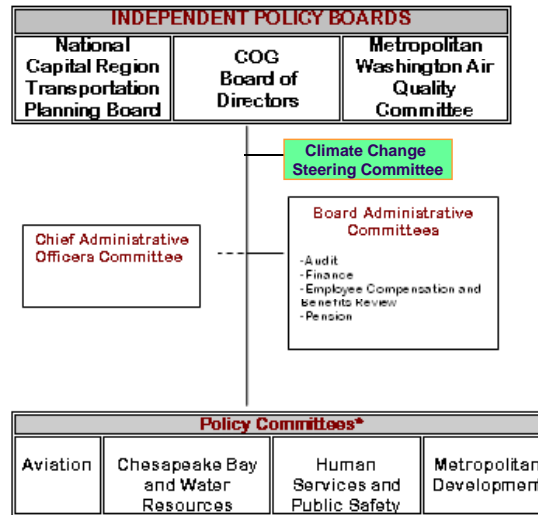 INDEPENDENT POLICY BOARDS
National
Capital Region
Transportation
Planning Board
COG
Board of
Directors
Metropolitan
Washington Air
Quality
Committee
Climate Change
Steering Committee
Chief Administrative
Officers Committee
Board Administrative
Committees
-Audit
-Finance
-Employee Compensation and
Benefits Review
-Pension
Policy Committees*
Aviation
Chesapeake Bay
and Water
Resources
Human
Services and
Public Safety
Metropolitan
Development